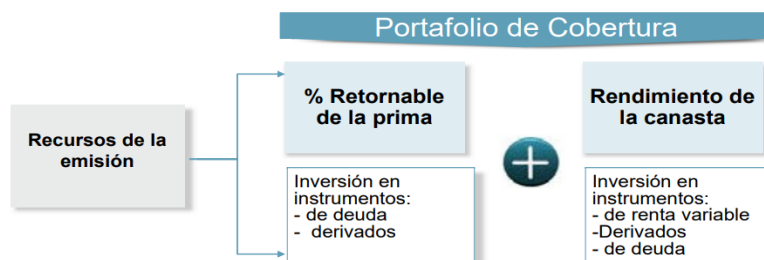 Portafolio de Cobertura
Recursos de la
emisión
% Retornable
de la prima
Inversión en
instrumentos:
- de deuda
- derivados
Rendimiento de
la canasta
Inversión en
instrumentos:
- de renta variable
-Derivados
- de deuda